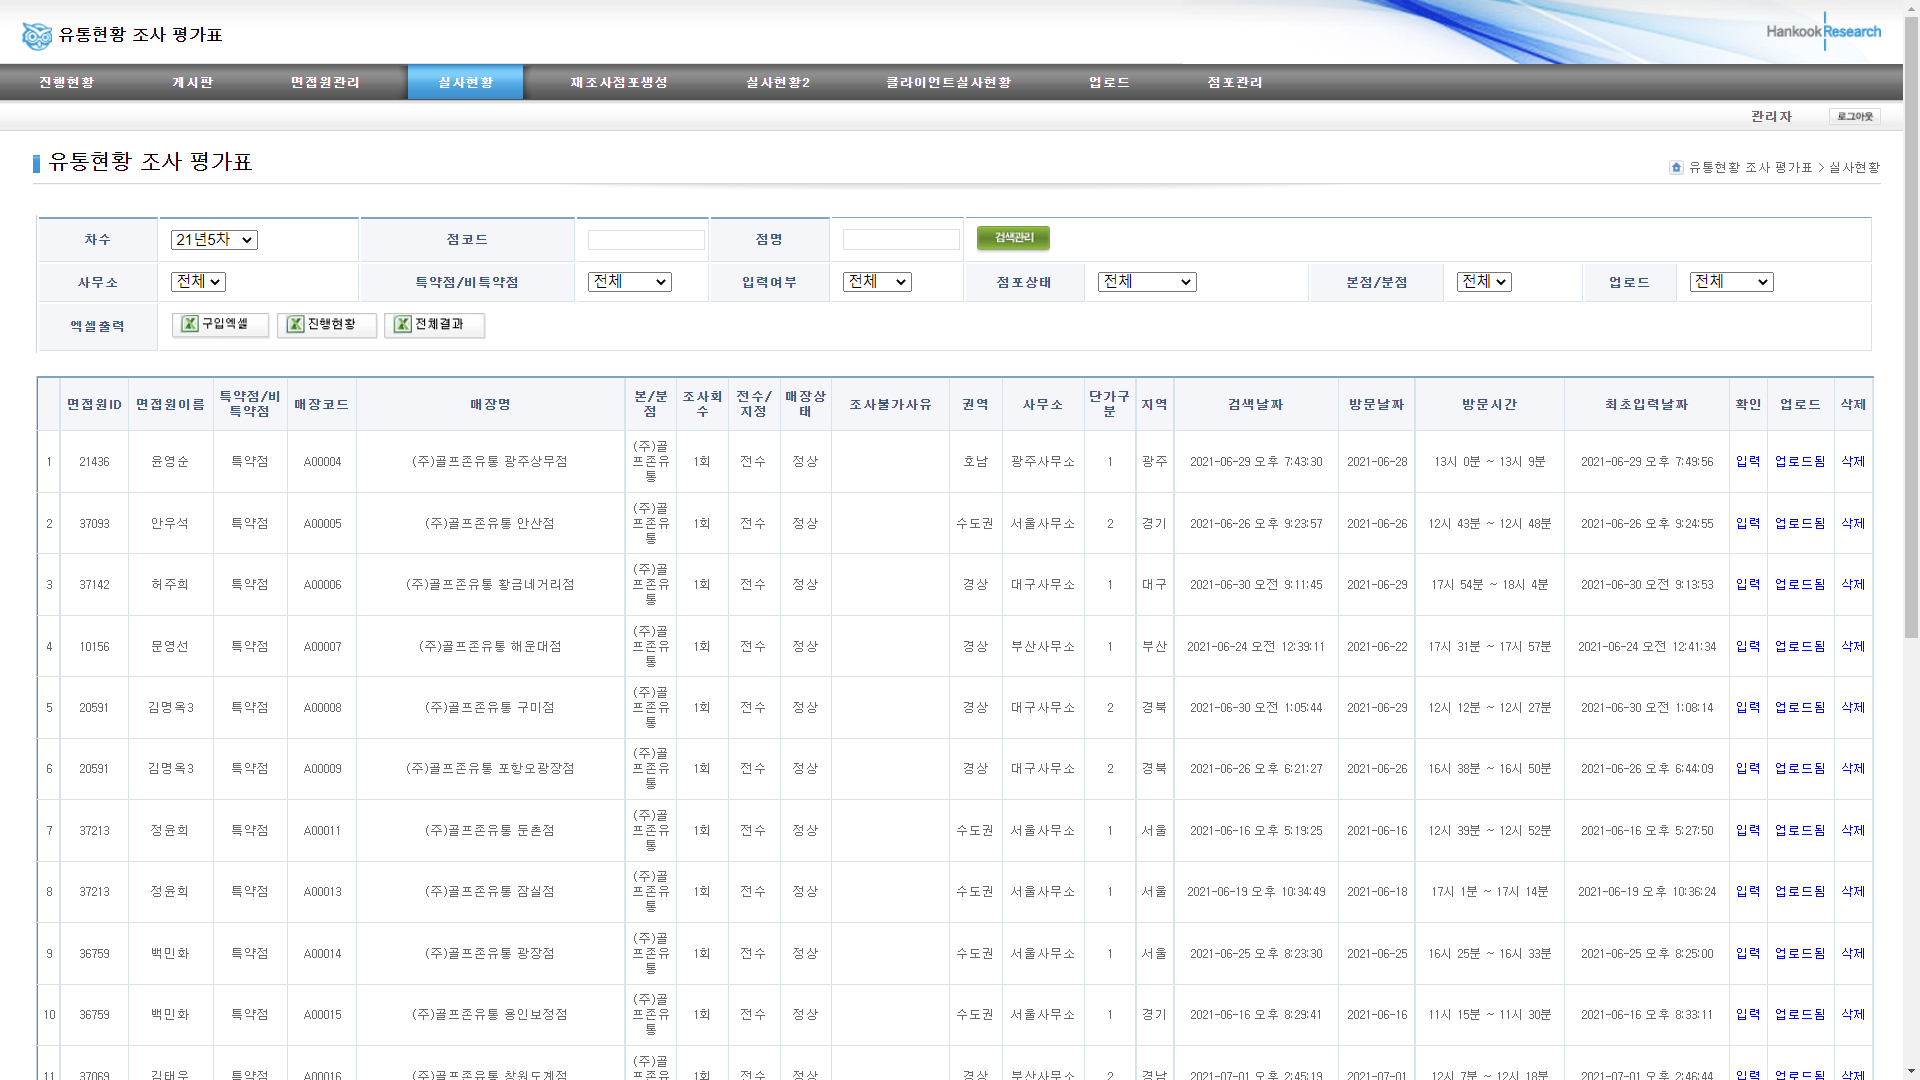 유통현황 조사 평가표
Hankook Research
진행현황 게시판 면접원관리 실사현황 재조사점포생성 실사현황2 클라이언트실사현황 업로드 점포관리
관리자 로그아웃
유통현황 조사 평가표
유통현황 조사 평가표 > 실사현황
차수 21년5차 점코드 점명 검색관리
사무소 전체 특약점/비특약점 전체 입력여부 전체 점포상태 전체 본점/분점 전체 업로드 전체
엑셀출력 구입엑셀 진행현황 전체결과
면접원ID 면접원이름 특약점/비특약점 매장코드 매장명 본/분점 조사회수 전수/지정 매장상태 조사불가사유 권역 사무소 단가구분 지역 검색날짜 방문날짜 방문시간 최초입력날짜 확인 업로드 삭제
1 21436 윤영순 특약점 A00004 (주)골프존유통 광주상무점 (주)골프존유통 1회 전수 정상 호남 광주사무소 1 광주 2021-06-29 오후 7:43:30 2021-06-28 13시 0분 ~ 13시 9분 2021-06-29 오후 7:49:56 입력 업로드됨 삭제
2 37093 안우석 특약점 A00005 (주)골프존유통 안산점 (주)골프존유통 1회 전수 정상 수도권 서울사무소 2 경기 2021-06-26 오후 9:23:57 2021-06-26 12시 43분 ~ 12시 48분 2021-06-26 오후 9:24:55 입력 업로드됨 삭제
3 37142 허주희 특약점 A00006 (주)골프존유통 황금네거리점 (주)골프존유통 1회 전수 정상 경상 대구사무소 1 대구 2021-06-30 오전 9:11:45 2021-06-29 17시 54분 ~ 18시 4분 2021-06-30 오전 9:13:53 입력 업로드됨 삭제
4 10156 문영선 특약점 A00007 (주)골프존유통 해운대점 (주)골프존유통 1회 전수 정상 경상 부산사무소 1 부산 2021-06-24 오전 12:39:11 2021-06-22 17시 31분 ~ 17시 57분 2021-06-24 오전 12:41:34 입력 업로드됨 삭제
5 20591 김명옥3 특약점 A00008 (주)골프존유통 구미점 (주)골프존유통 1회 전수 정상 경상 대구사무소 2 경북 2021-06-30 오전 1:05:44 2021-06-29 12시 12분 ~ 12시 27분 2021-06-30 오전 1:08:14 입력 업로드됨 삭제
6 20591 김명옥3 특약점 A00009 (주)골프존유통 포항오광장점 (주)골프존유통 1회 전수 정상 경상 대구사무소 2 경북 2021-06-26 오후 6:21:27 2021-06-26 16시 38분 ~ 16시 50분 2021-06-26 오후 6:44:09 입력 업로드됨 삭제
7 37213 정윤희 특약점 A00011 (주)골프존유통 둔촌점 (주)골프존유통 1회 전수 정상 수도권 서울사무소 1 서울 2021-06-16 오후 5:19:25 2021-06-16 12시 39분 ~ 12시 52분 2021-06-16 오후 5:27:50 입력 업로드됨 삭제
8 37213 정윤희 특약점 A00013 (주)골프존유통 잠실점 (주)골프존유통 1회 전수 정상 수도권 서울사무소 1 서울 2021-06-19 오후 10:34:49 2021-06-18 17시 1분 ~ 17시 14분 2021-06-19 오후 10:36:24 입력 업로드됨 삭제
9 36759 백민화 특약점 A00014 (주)골프존유통 광장점 (주)골프존유통 1회 전수 정상 수도권 서울사무소 1 서울 2021-06-25 오후 8:23:30 2021-06-25 16시 25분 ~ 16시 33분 2021-06-25 오후 8:25:00 입력 업로드됨 삭제
10 36759 백민화 특약점 A00015 (주)골프존유통 용인보정점 (주)골프존유통 1회 전수 정상 수도권 서울사무소 1 경기 2021-06-16 오후 8:29:41 2021-06-16 11시 15분 ~ 11시 30분 2021-06-16 오후 8:33:11 입력 업로드됨 삭제
11 37069 김태우 특약점 A00016 (주)골프존유통 창원도계점 (주)골프존유 1회 전수 정상 경상 부산사무소 2 경남 2021-07-01 오후 2:45:19 2021-07-01 12시 7분 ~ 12시 18분 2021-07-01 오후 2:46:44 입력 업로드됨 삭제